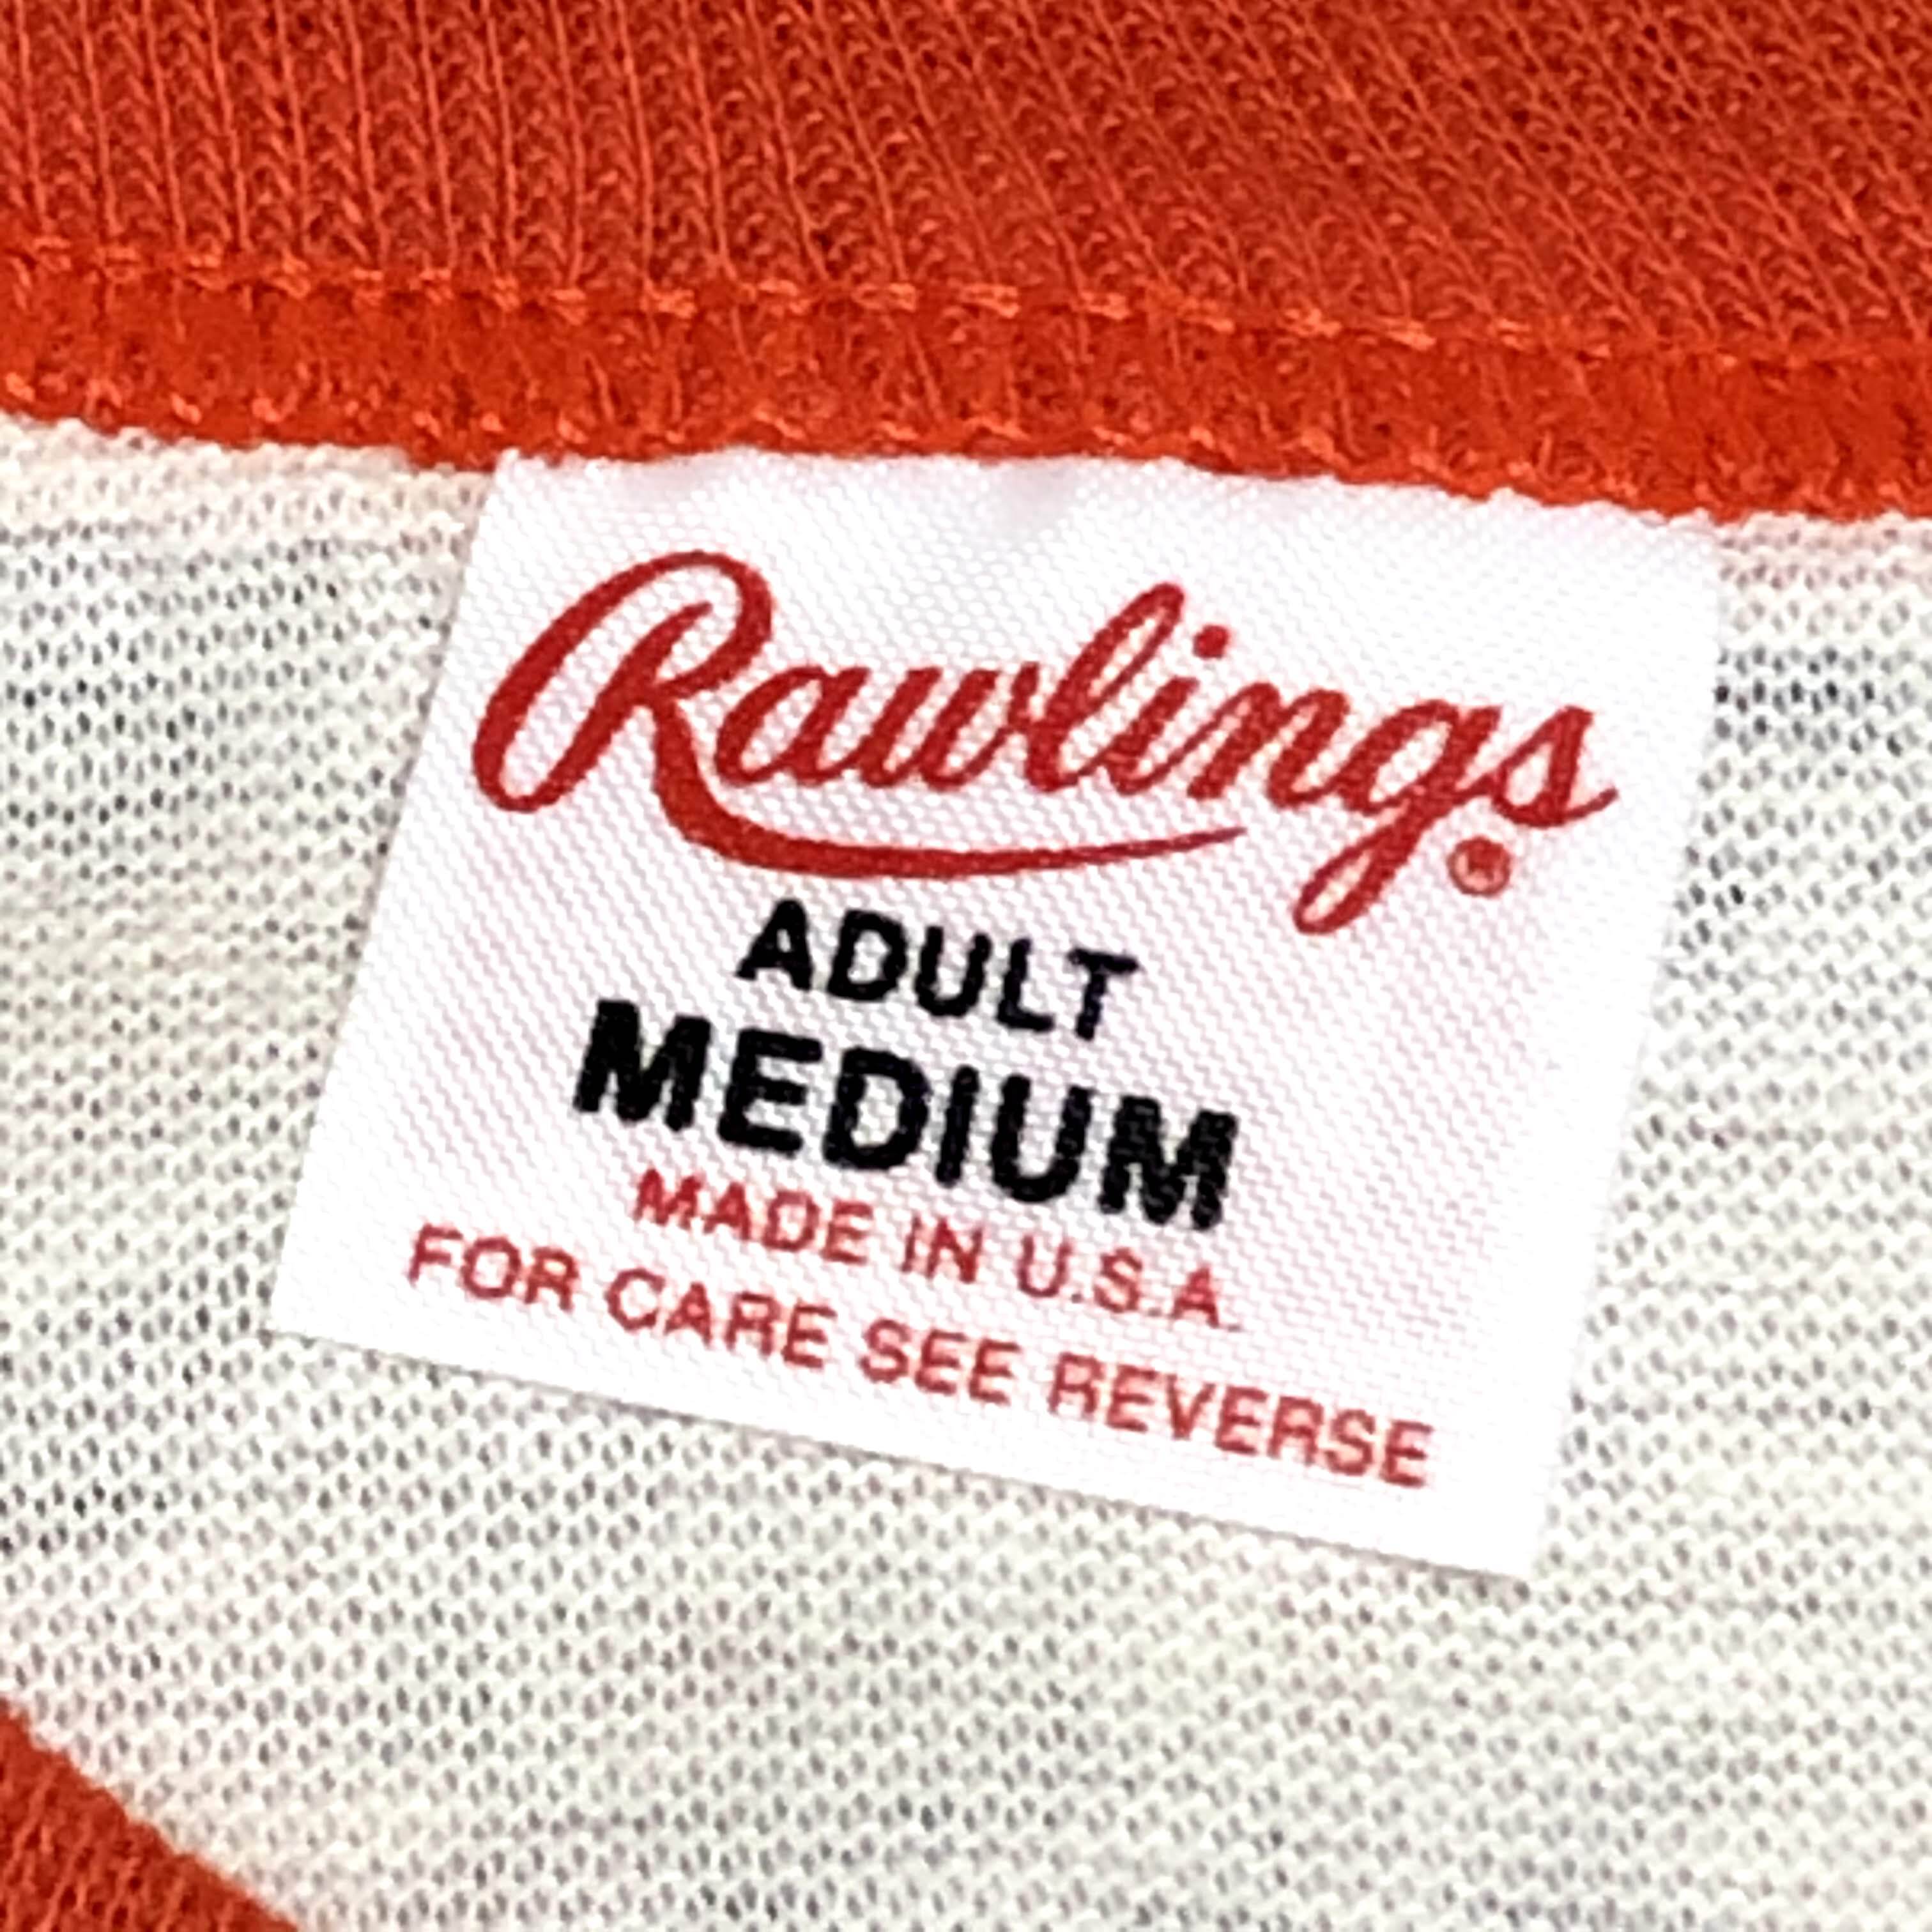 Rawlings®
ADULT
MEDIUM
MADE IN U.S.A.
FOR CARE SEE REVERSE